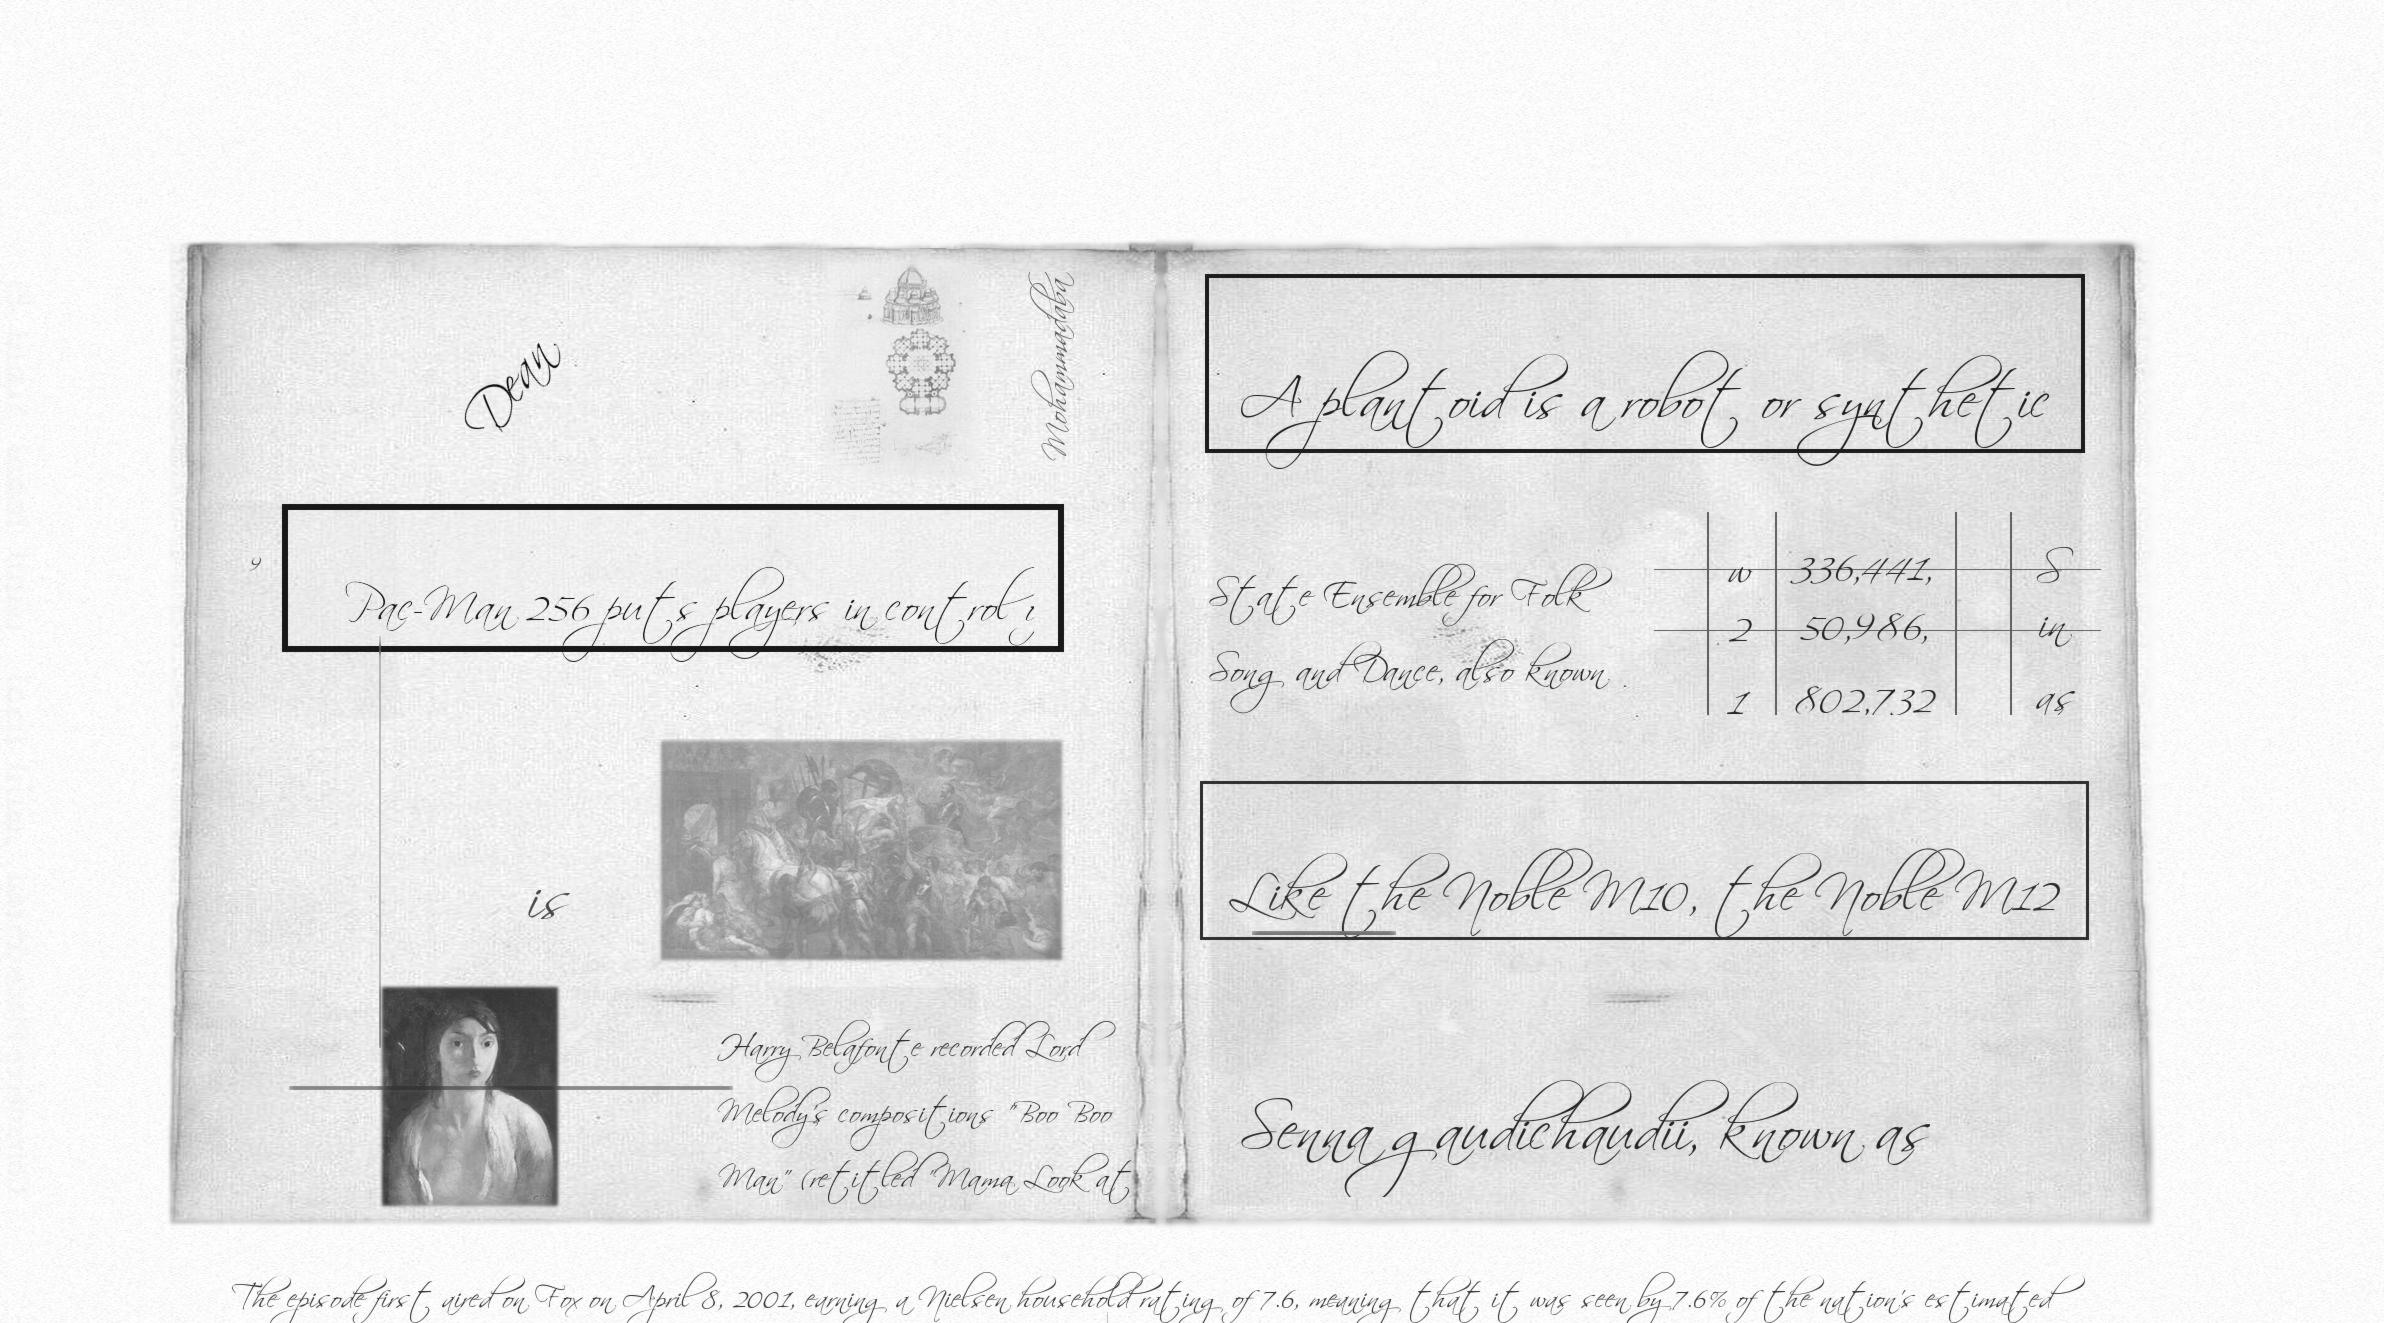 Dean
Mohammadaba
9
Pac-Man 256 puts players in control
is
Harry Belafonte recorded Lord
Melody's compositions "Boo Boo
Man" (retitled "Mama Look at
A plantoid is a robot or synthetic
State Ensemble for Folk
Song and Dance, also known
w 336,441, S
2 50,986, in
1 802,732 as
Like the Noble M10, the Noble M12
Senna gaudichaudii, known as
The episode first aired on Fox on April 8, 2001, earning a Nielsen household rating of 7.6, meaning that it was seen by 7.6% of the nation's estimated